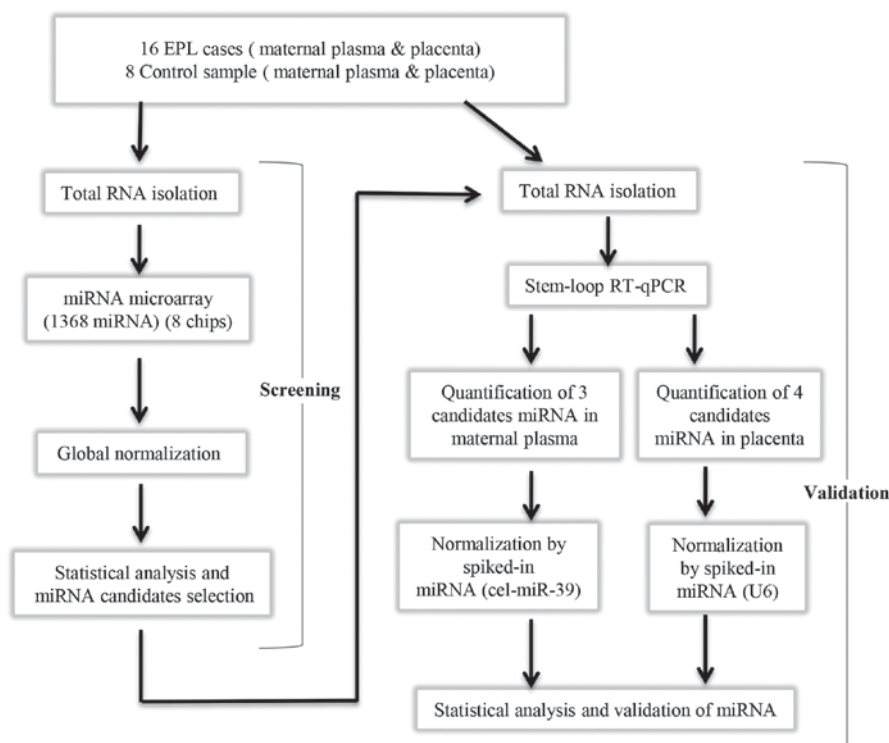 16 EPL cases ( maternal plasma & placenta)
8 Control sample ( maternal plasma & placenta)
Total RNA isolation
miRNA microarray
(1368 miRNA) (8 chips)
Global normalization
Statistical analysis and
miRNA candidates selection
Screening
Total RNA isolation
Stem-loop RT-qPCR
Quantification of 3
candidates miRNA in
maternal plasma
Quantification of 4
candidates
miRNA in placenta
Normalization by
spiked-in
miRNA (cel-miR-39)
Normalization
by spiked-in
miRNA (U6)
Statistical analysis and validation of miRNA
Validation